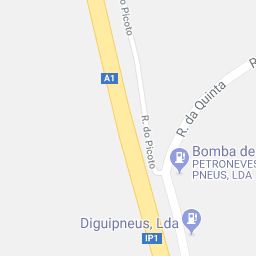 R. do Picoto
A1
R. da Quinta
R
R. do Picoto
Bomba de
PETRONEVES
PNEUS, LDA
Diguipneus, Lda
IP1